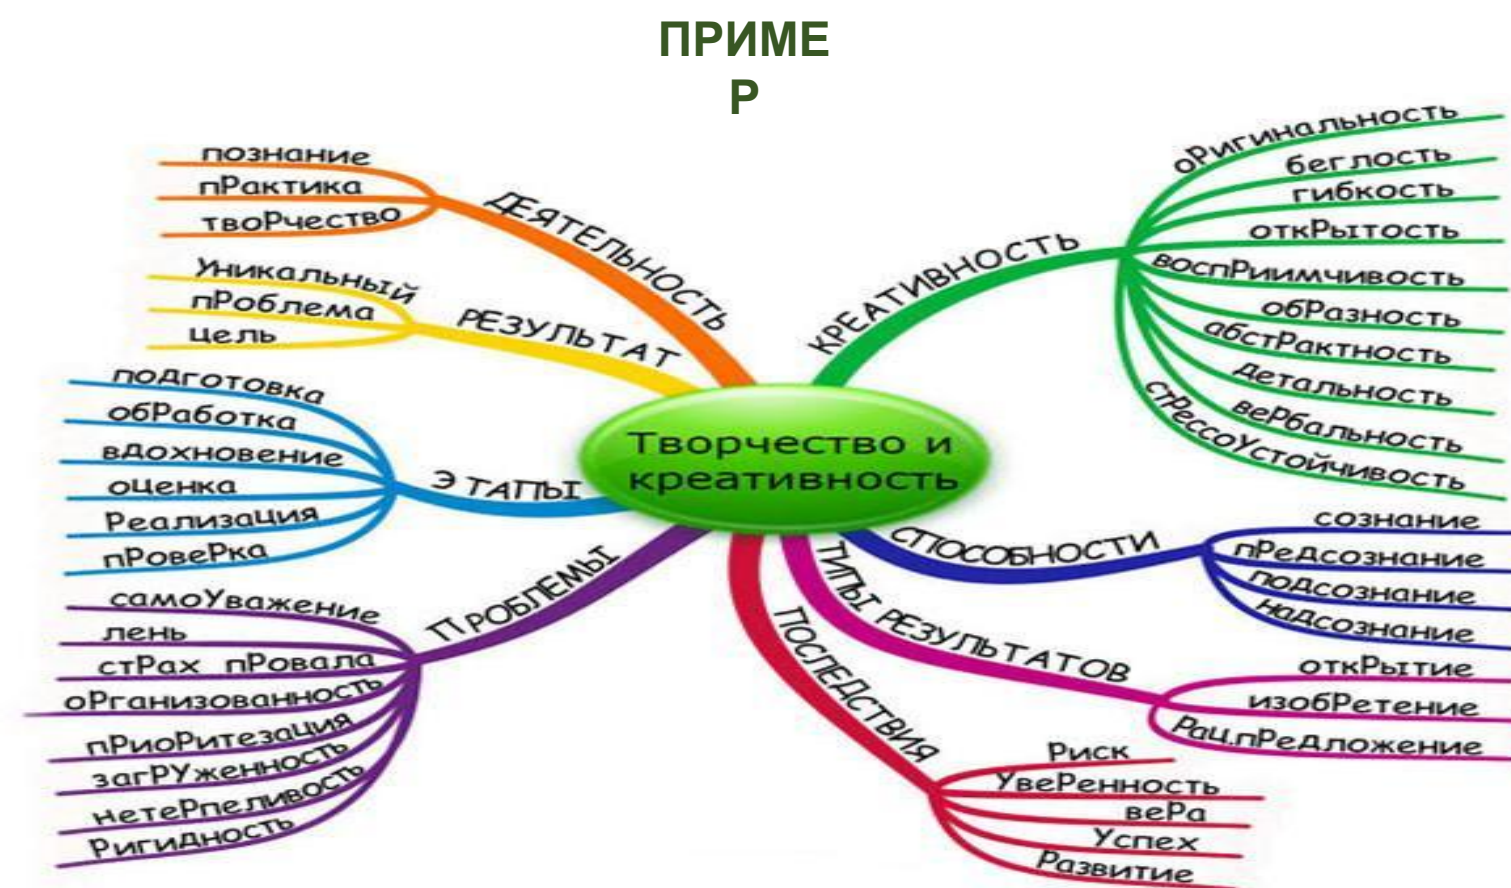 ПРИМЕ
Р
Творчество и
креативность
КРЕАТИВНОСТЬ
оРигинальность
беглость
гибкость
откРытость
воспРиимчивость
обРазность
абстРактность
детальность
веРбальность
стРессоУстойчивость
СПОСОБНОСТИ
сознание
пРедсознание
подсознание
надсознание
ТИПЫ РЕЗУЛЬТАТОВ
откРытие
изобРетение
Рац.пРедложение
ПОСЛЕДСТВИЯ
Риск
УвеРенность
веРа
Успех
Развитие
ПРОБЛЕМЫ
самоУважение
лень
стРах пРовала
оРганизованность
пРиоРитезация
загРУженность
нетеРпеливость
Ригидность
ЭТАПЫ
подготовка
обРаботка
вдохновение
оценка
Реализация
пРовеРка
РЕЗУЛЬТАТ
Уникальный
пРоблема
цель
ДЕЯТЕЛЬНОСТЬ
познание
пРактика
твоРчество